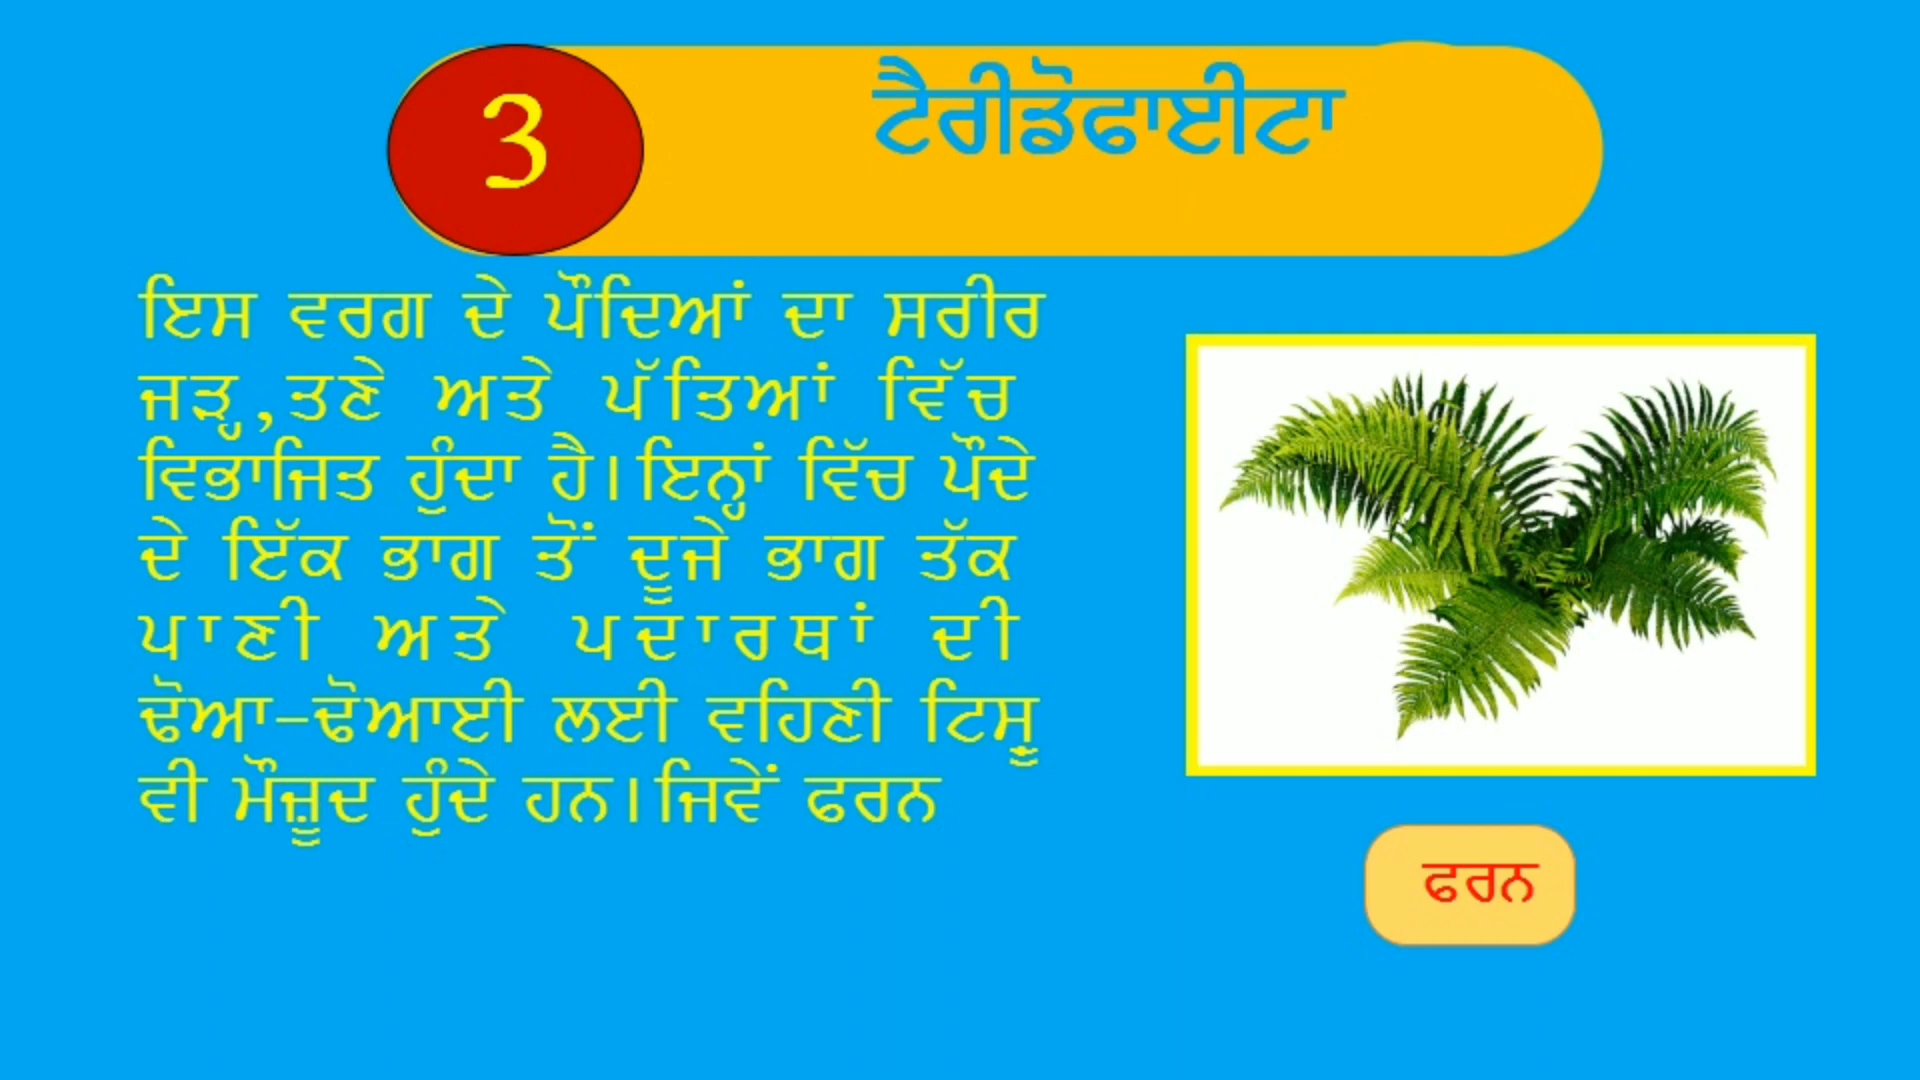 3
ਟੈਰੀਡੋਫਾਈਟਾ
ਇਸ ਵਰਗ ਦੇ ਪੌਦਿਆਂ ਦਾ ਸਰੀਰ
ਜੜ੍ਹ,ਤਣੇ ਅਤੇ ਪੱਤਿਆਂ ਵਿੱਚ
ਵਿਭਾਜਿਤ ਹੁੰਦਾ ਹੈ।ਇਨ੍ਹਾਂ ਵਿੱਚ ਪੌਦੇ
ਦੇ ਇੱਕ ਭਾਗ ਤੋਂ ਦੂਜੇ ਭਾਗ ਤੱਕ
ਪਾਣੀ ਅਤੇ ਪਦਾਰਥਾਂ ਦੀ
ਢੋਆ-ਢੋਆਈ ਲਈ ਵਹਿਣੀ ਟਿਸ਼ੂ
ਵੀ ਮੌਜ਼ੂਦ ਹੁੰਦੇ ਹਨ।ਜਿਵੇਂ ਫਰਨ
ਫਰਨ